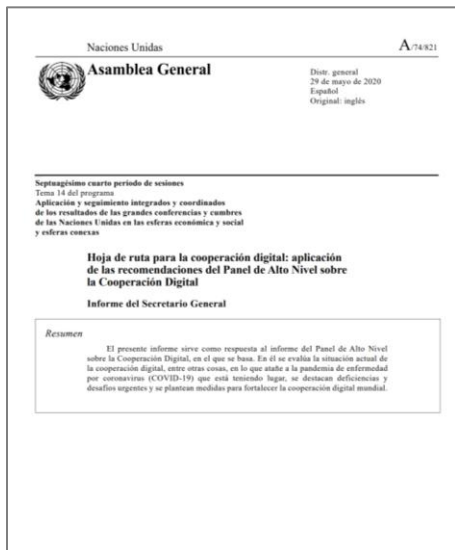 Naciones Unidas
A/74/821
Asamblea General
Distr. general
29 de mayo de 2020
Español
Original: inglés
Septuagésimo cuarto período de sesiones
Tema 14 del programa
Aplicación y seguimiento integrados y coordinados
de los resultados de las grandes conferencias y cumbres
de las Naciones Unidas en las esferas económica y social
y esferas conexas
Hoja de ruta para la cooperación digital: aplicación
de las recomendaciones del Panel de Alto Nivel sobre
la Cooperación Digital
Informe del Secretario General
Resumen
El presente informe sirve como respuesta al informe del Panel de Alto Nivel
sobre la Cooperación Digital, en el que se basa. En él se evalúa la situación actual de
la cooperación digital, entre otras cosas, en lo que atañe a la pandemia de enfermedad
por coronavirus (COVID-19) que está teniendo lugar, se destacan deficiencias y
desafíos urgentes y se plantean medidas para fortalecer la cooperación digital mundial.